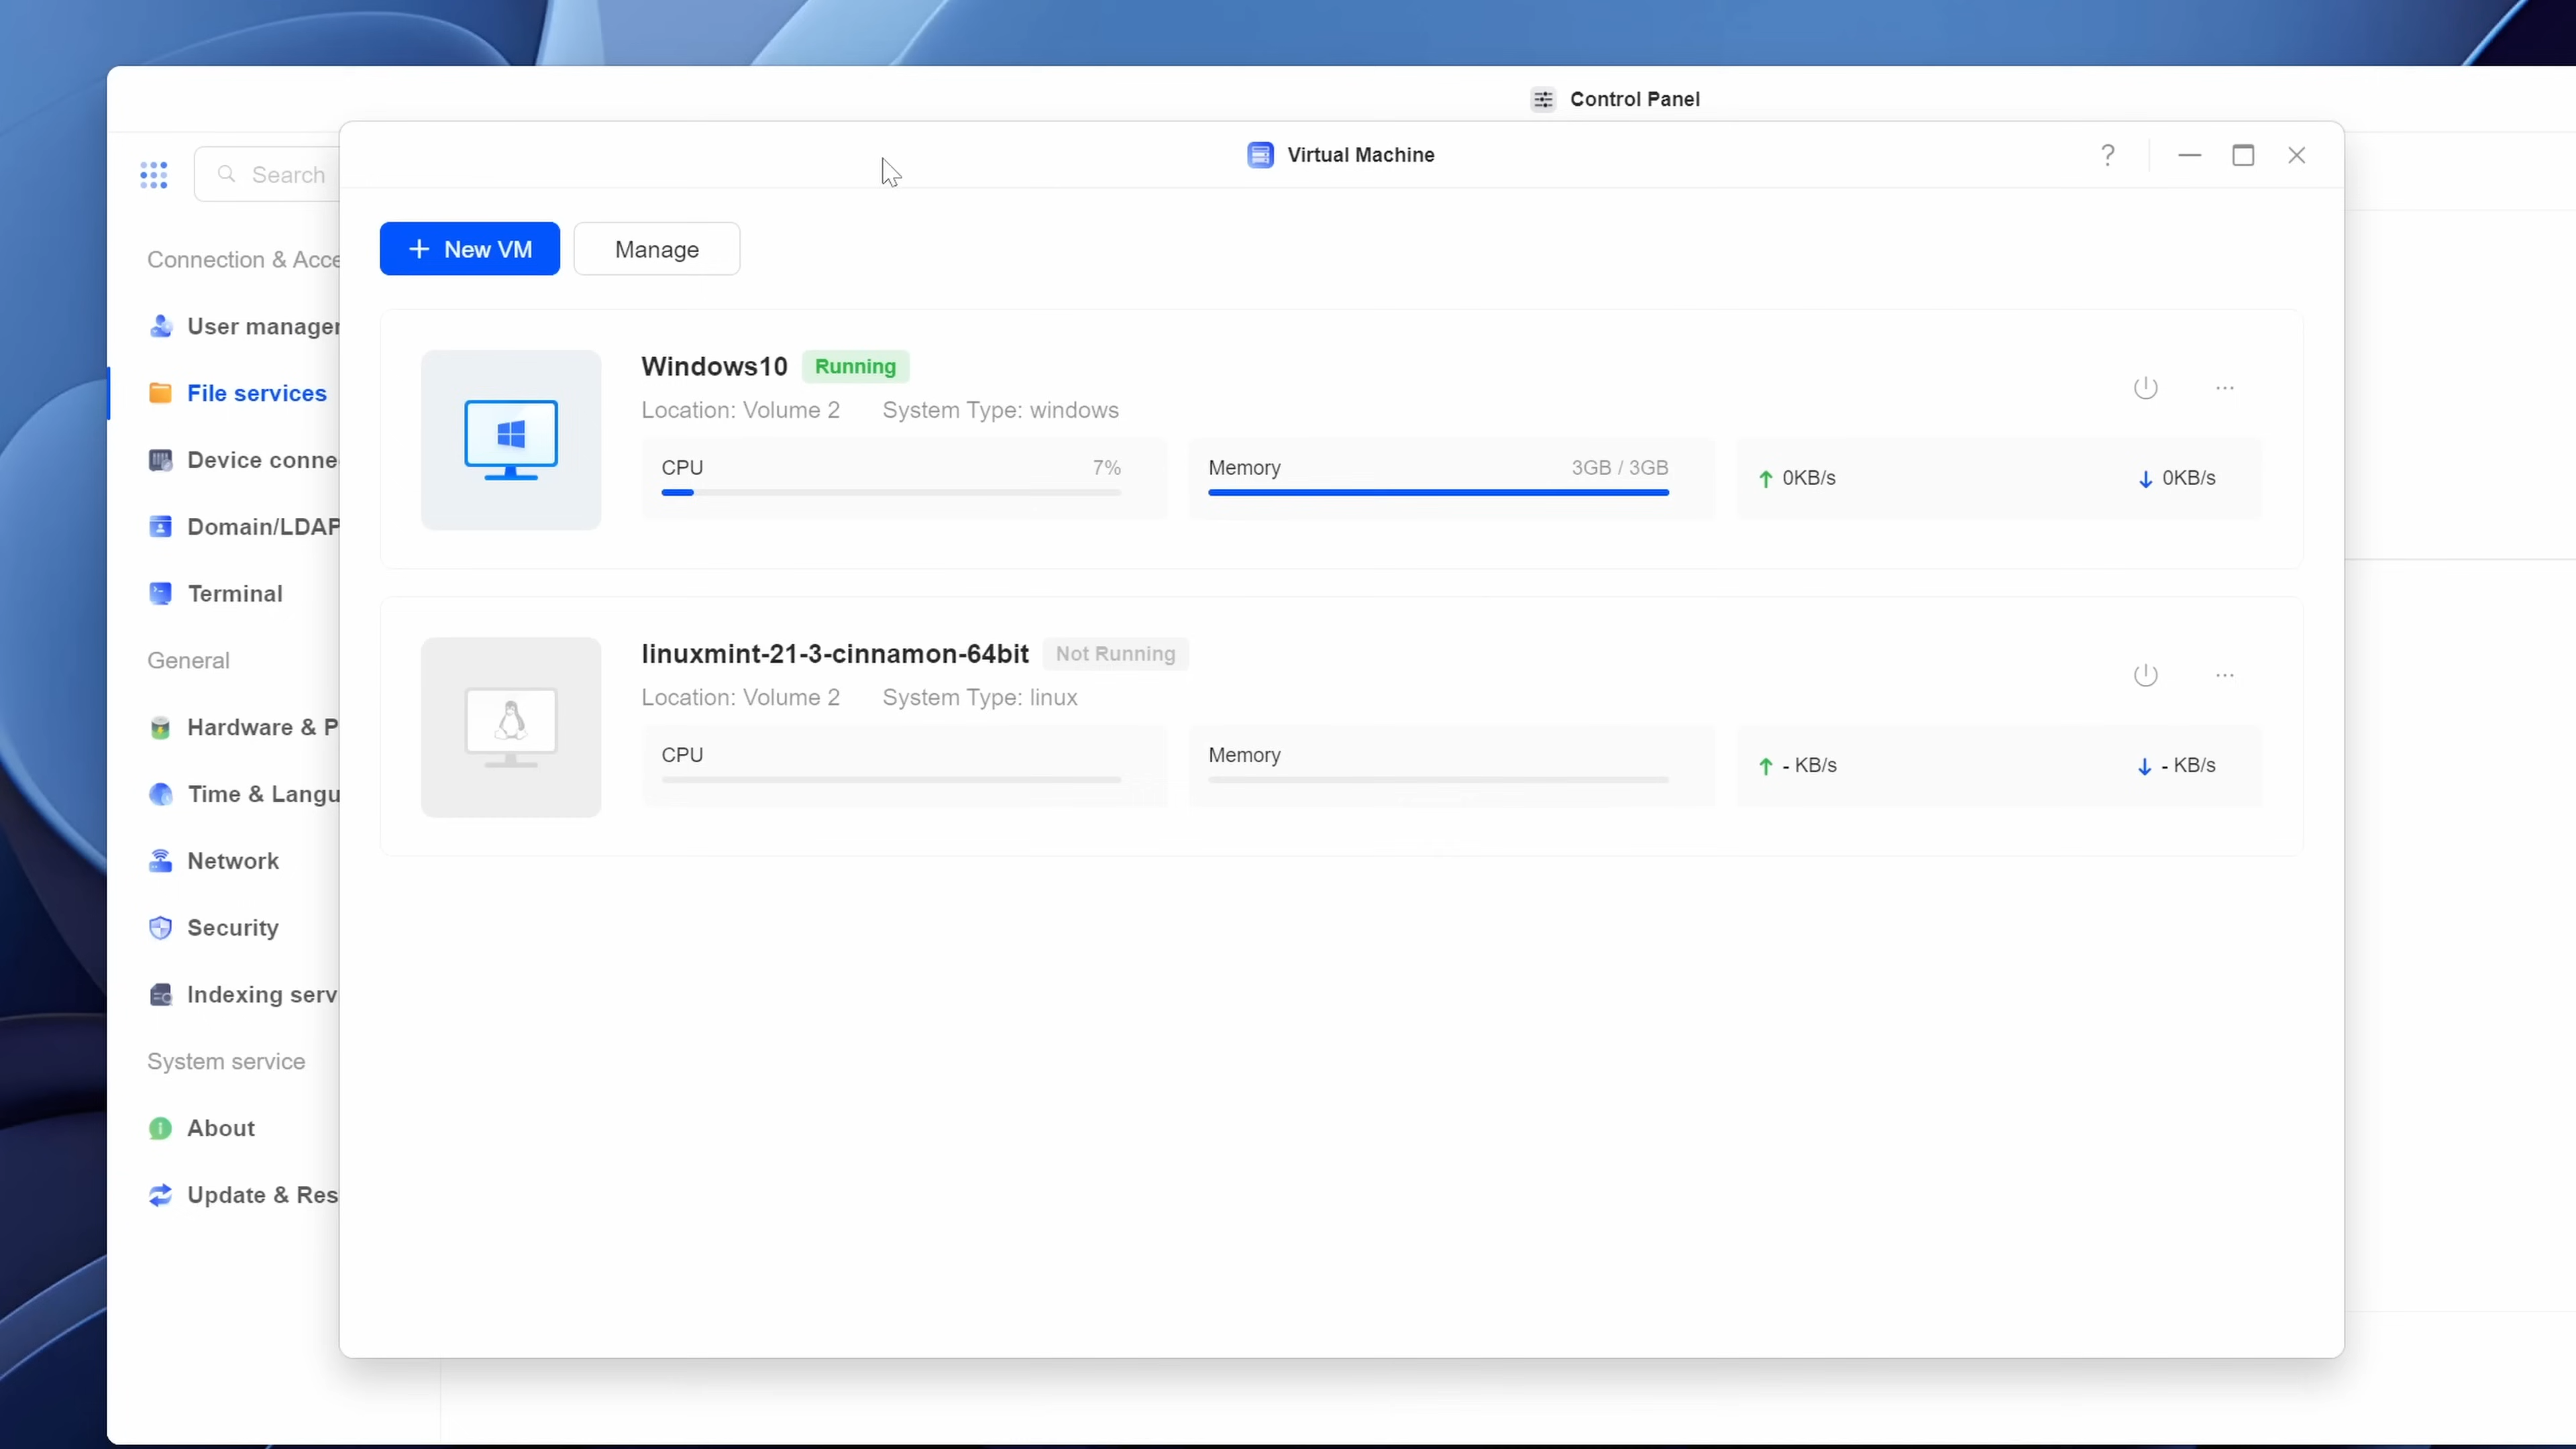 Control Panel
Search
Connection & Acce
User manager
File services
Device conne
Domain/LDAP
Terminal
General
Hardware & P
Time & Langu
Network
Security
Indexing serv
System service
About
Update & Res
Virtual Machine
?
+ New VM
Manage
Windows10 Running
Location: Volume 2 System Type: windows
CPU 7%
Memory 3GB / 3GB
↑ 0KB/s ↓ 0KB/s
linuxmint-21-3-cinnamon-64bit Not Running
Location: Volume 2 System Type: linux
CPU
Memory
↑ - KB/s ↓ - KB/s